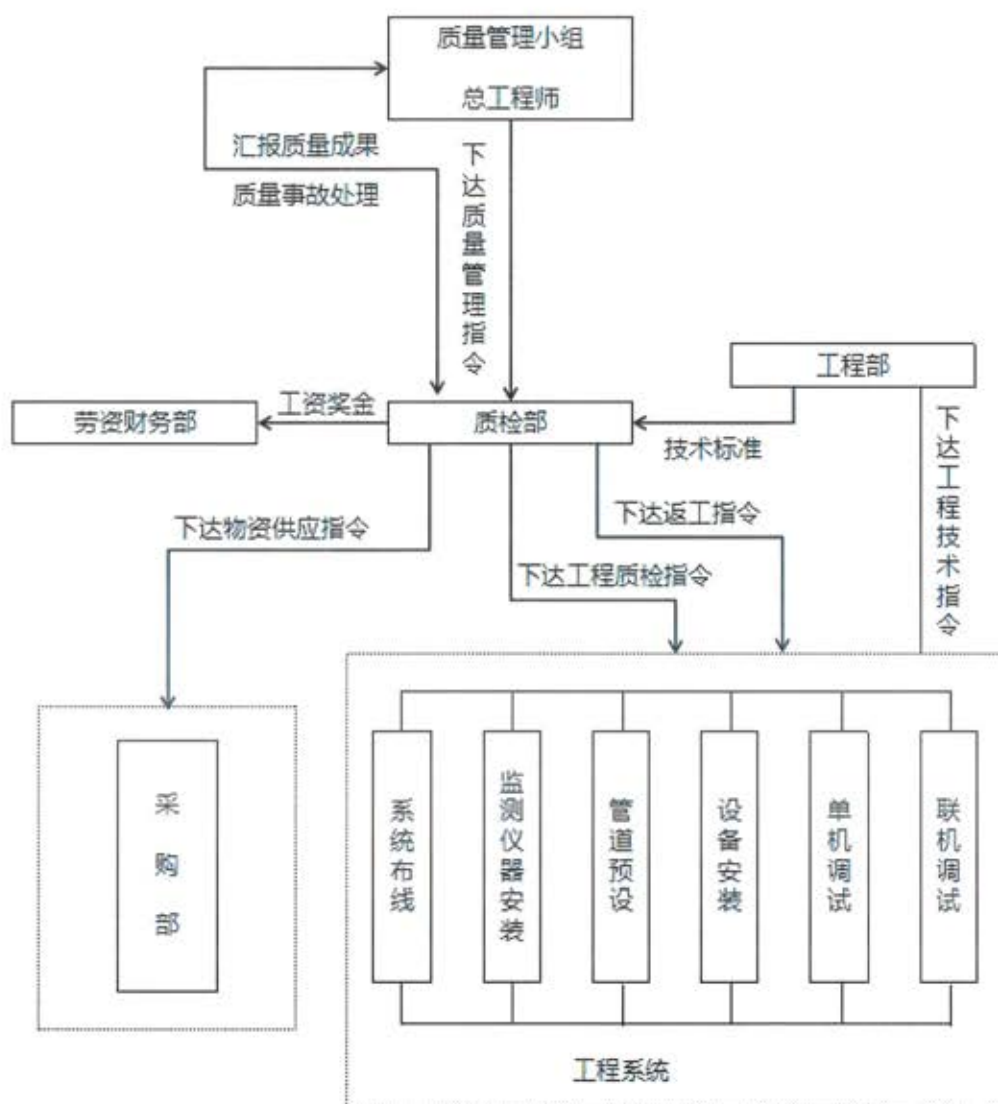 质量管理小组
总工程师
汇报质量成果
质量事故处理
下达质量管理指令
工程部
劳资财务部
工资奖金
质检部
技术标准
下达工程技术指令
下达物资供应指令
下达返工指令
下达工程质检指令
采购部
系统布线
监测仪器安装
管道预设
设备安装
单机调试
联机调试
工程系统